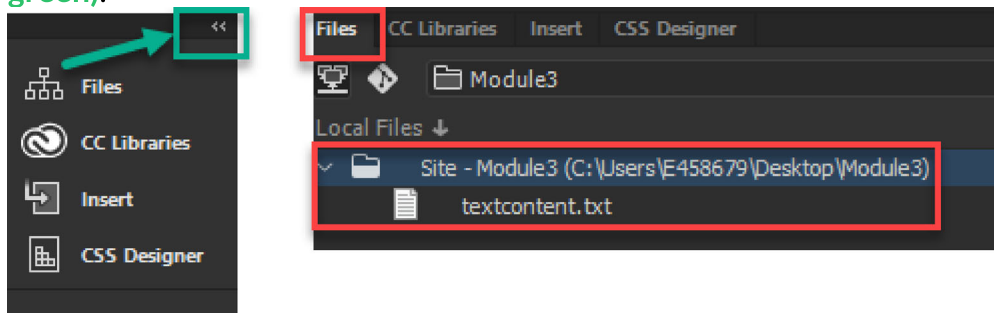 green).
<<
Files
CC Libraries
Insert
CSS Designer
Files CC Libraries Insert CSS Designer
Module3
Local Files ↓
Site - Module3 (C:\Users\E458679\Desktop\Module3)
textcontent.txt